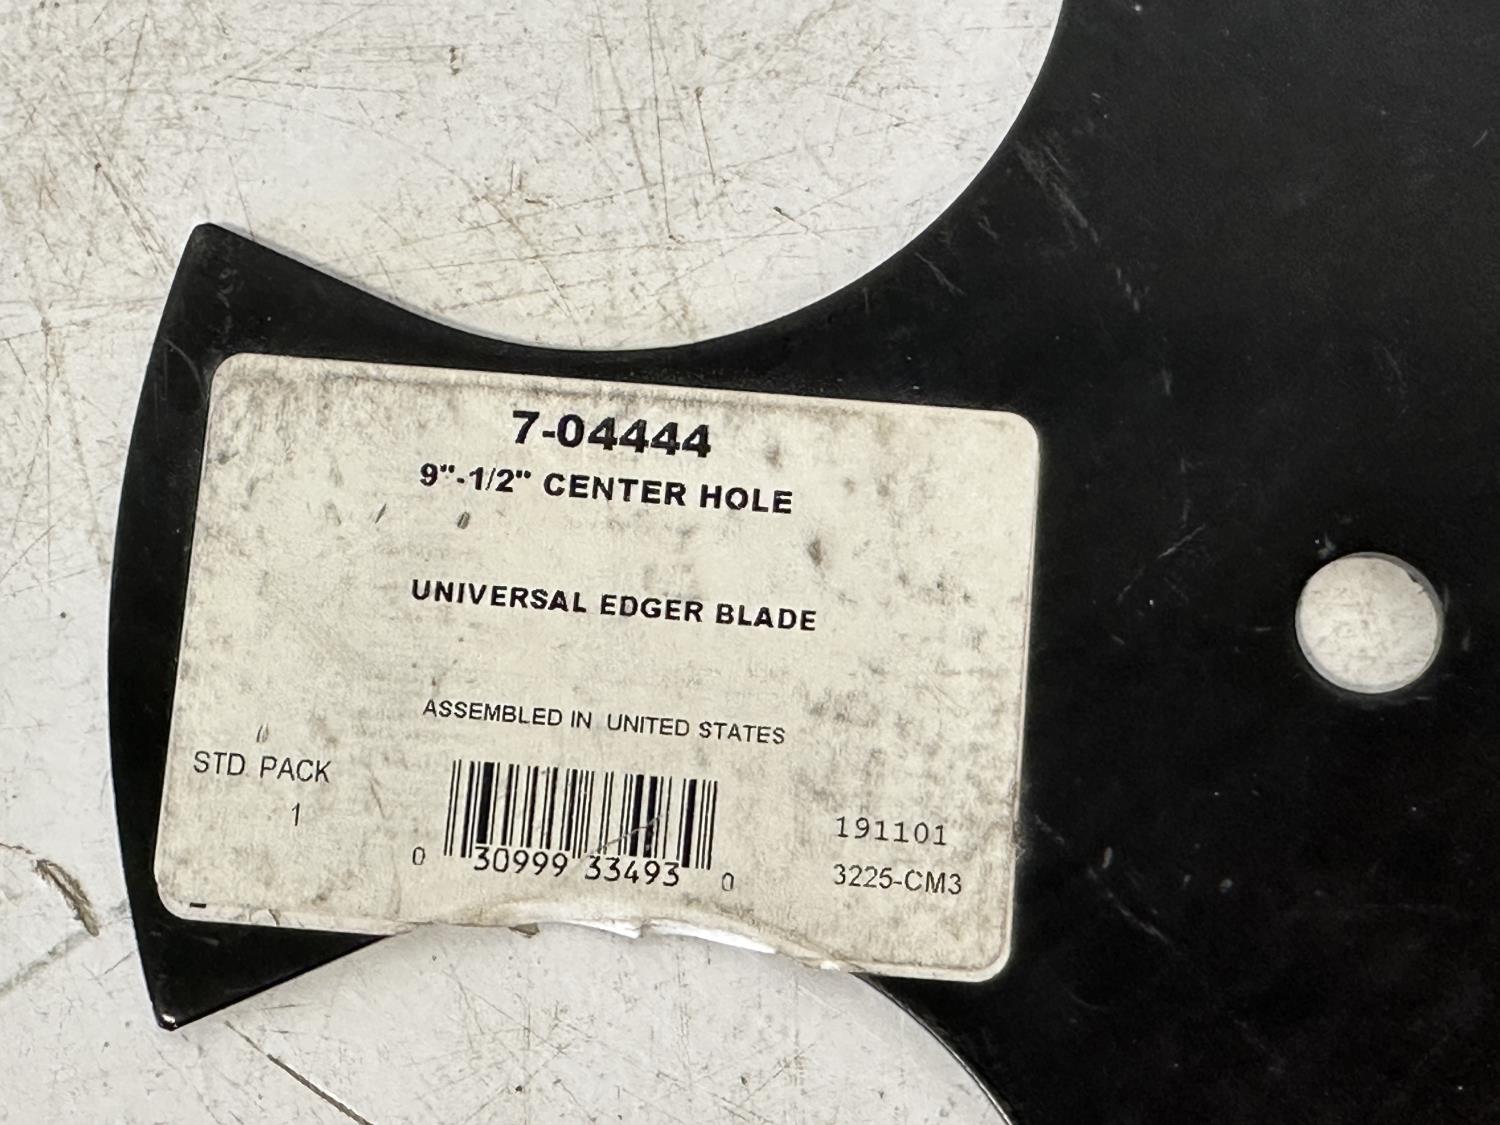 7-04444
9"-1/2" CENTER HOLE
UNIVERSAL EDGER BLADE
ASSEMBLED IN UNITED STATES
STD PACK
1
0 30999 33493 0
191101
3225-CM3